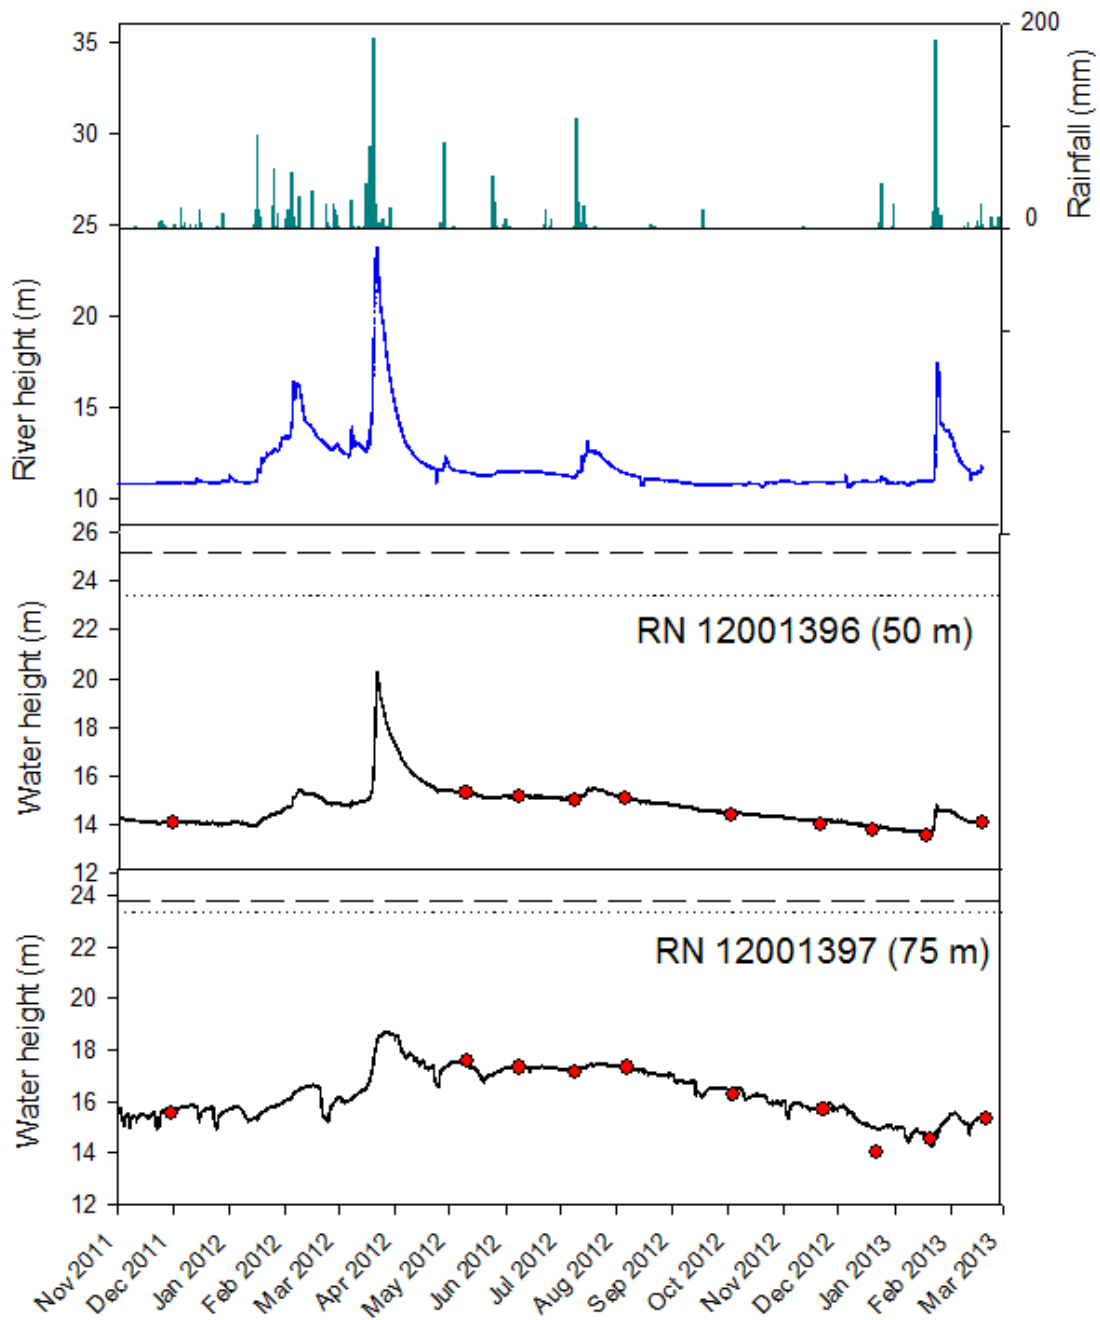 35
30
25
20
15
10
River height (m)
200
0
Rainfall (mm)
26
24
22
20
18
16
14
12
Water height (m)
RN 12001396 (50 m)
24
22
20
18
16
14
12
Water height (m)
RN 12001397 (75 m)
Nov 2011
Dec 2011
Jan 2012
Feb 2012
Mar 2012
Apr 2012
May 2012
Jun 2012
Jul 2012
Aug 2012
Sep 2012
Oct 2012
Nov 2012
Dec 2012
Jan 2013
Feb 2013
Mar 2013